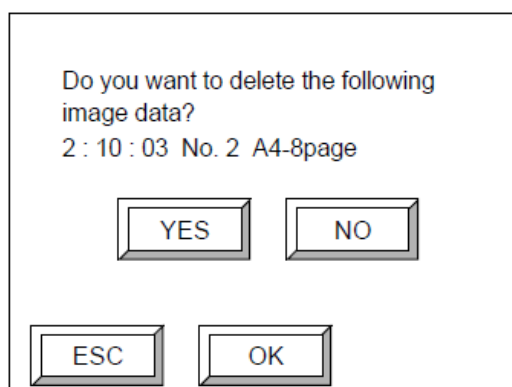 Do you want to delete the following
image data?
2 : 10 : 03 No. 2 A4-8page
YES NO
ESC OK